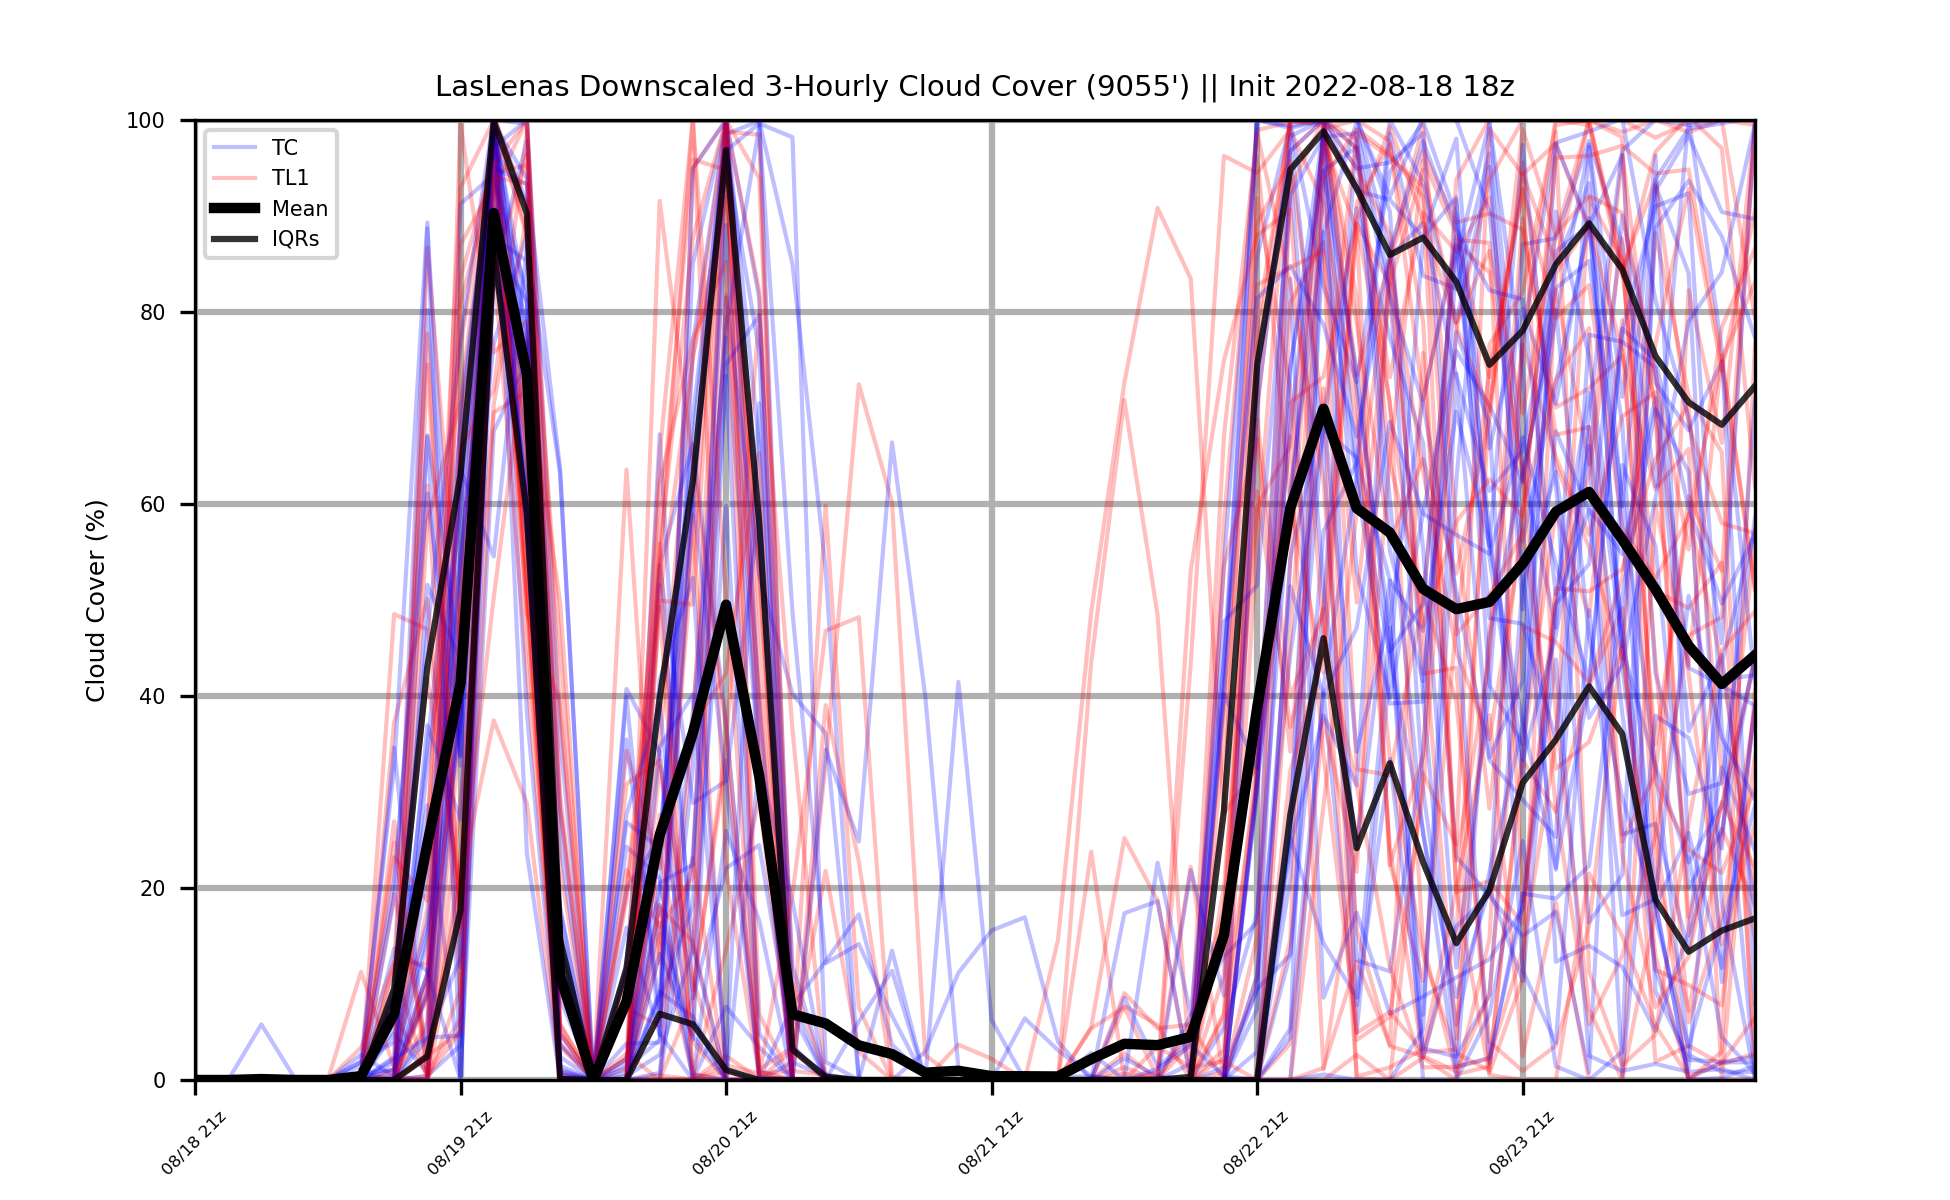 LasLenas Downscaled 3-Hourly Cloud Cover (9055') || Init 2022-08-18 18z
100
80
60
40
20
0
Cloud Cover (%)
TC
TL1
Mean
IQRs
08/18 21z
08/19 21z
08/20 21z
08/21 21z
08/22 21z
08/23 21z